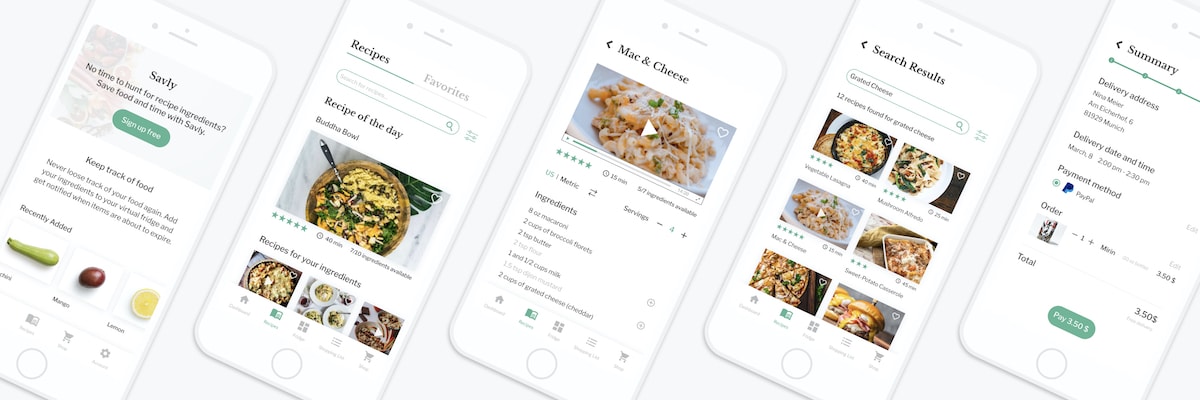 Savly
No time to hunt for recipe ingredients?
Save food and time with Savly.
Sign up free
Keep track of food
Never loose track of your food again. Add
your ingredients to your virtual fridge and
get notified when items are about to expire.
Recently Added
Mango
Lemon
Recipes
Shop
Account
Recipes
Favorites
Search for recipes...
Recipe of the day
Buddha Bowl
40 min
7/10 ingredients available
Recipes for your ingredients
Dashboard
Recipes
Fridge
Shopping List
Shop
Mac & Cheese
15 min
5/7 ingredients available
US | Metric
Servings
− 4 +
Ingredients
8 oz macaroni
2 cups of broccoli florets
2 tsp butter
2 tsp flour
1 and 1/2 cups milk
1.5 tsp dijon mustard
2 cups of grated cheese (cheddar)
Dashboard
Recipes
Fridge
Shopping List
Shop
Search Results
Grated Cheese
12 recipes found for grated cheese
Vegetable Lasagna
40 min
Mushroom Alfredo
25 min
Mac & Cheese
15 min
Sweet Potato Casserole
45 min
Dashboard
Recipes
Fridge
Shopping List
Shop
Summary
Delivery address
Nina Meier
Am Eicherhof, 6
81929 Munich
Delivery date and time
March, 8 2:00 pm - 2:30 pm
Payment method
PayPal
Edit
Order
− 1 + Mirin
3.50 $
Edit
Total
3.50$
Pay 3.50 $